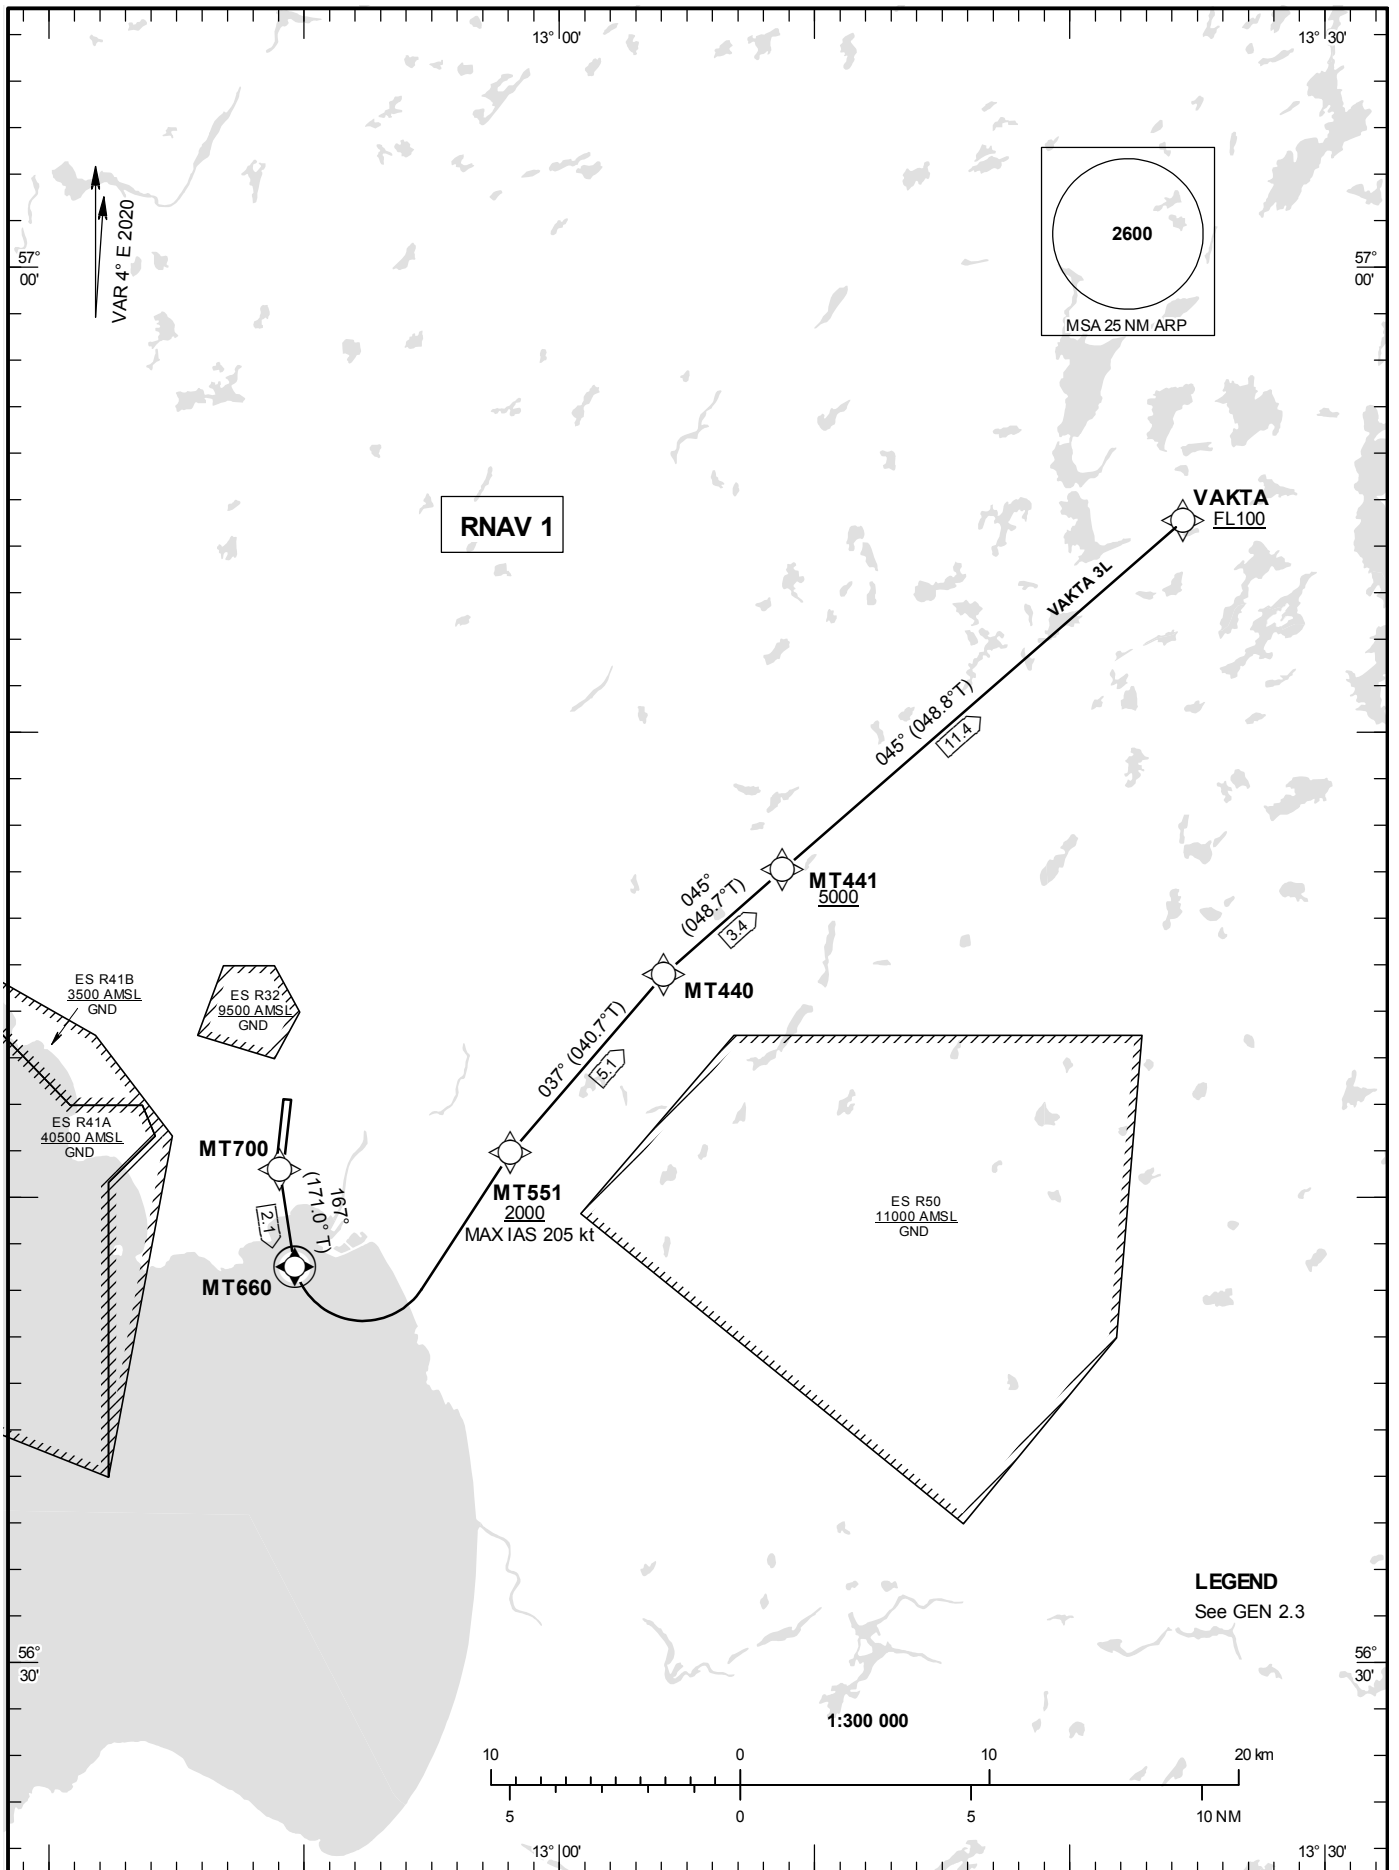 13° 00'
13° 30'
VAR 4° E 2020
2600
MSA 25 NM ARP
57°
00'
57°
00'
RNAV 1
VAKTA
FL100
VAKTA 3L
045° (048.8°T)
11.4
MT441
5000
045°
(048.7°T)
3.4
MT440
ES R41B
3500 AMSL
GND
ES R32
9500 AMSL
GND
037° (040.7°T)
5.1
ES R41A
40500 AMSL
GND
MT700
167°
(171.0°T)
2.1
MT551
2000
MAX IAS 205 kt
ES R50
11000 AMSL
GND
MT660
LEGEND
See GEN 2.3
56°
30'
56°
30'
1:300 000
10 0 10 20 km
5 0 5 10 NM
13° 00'
13° 30'